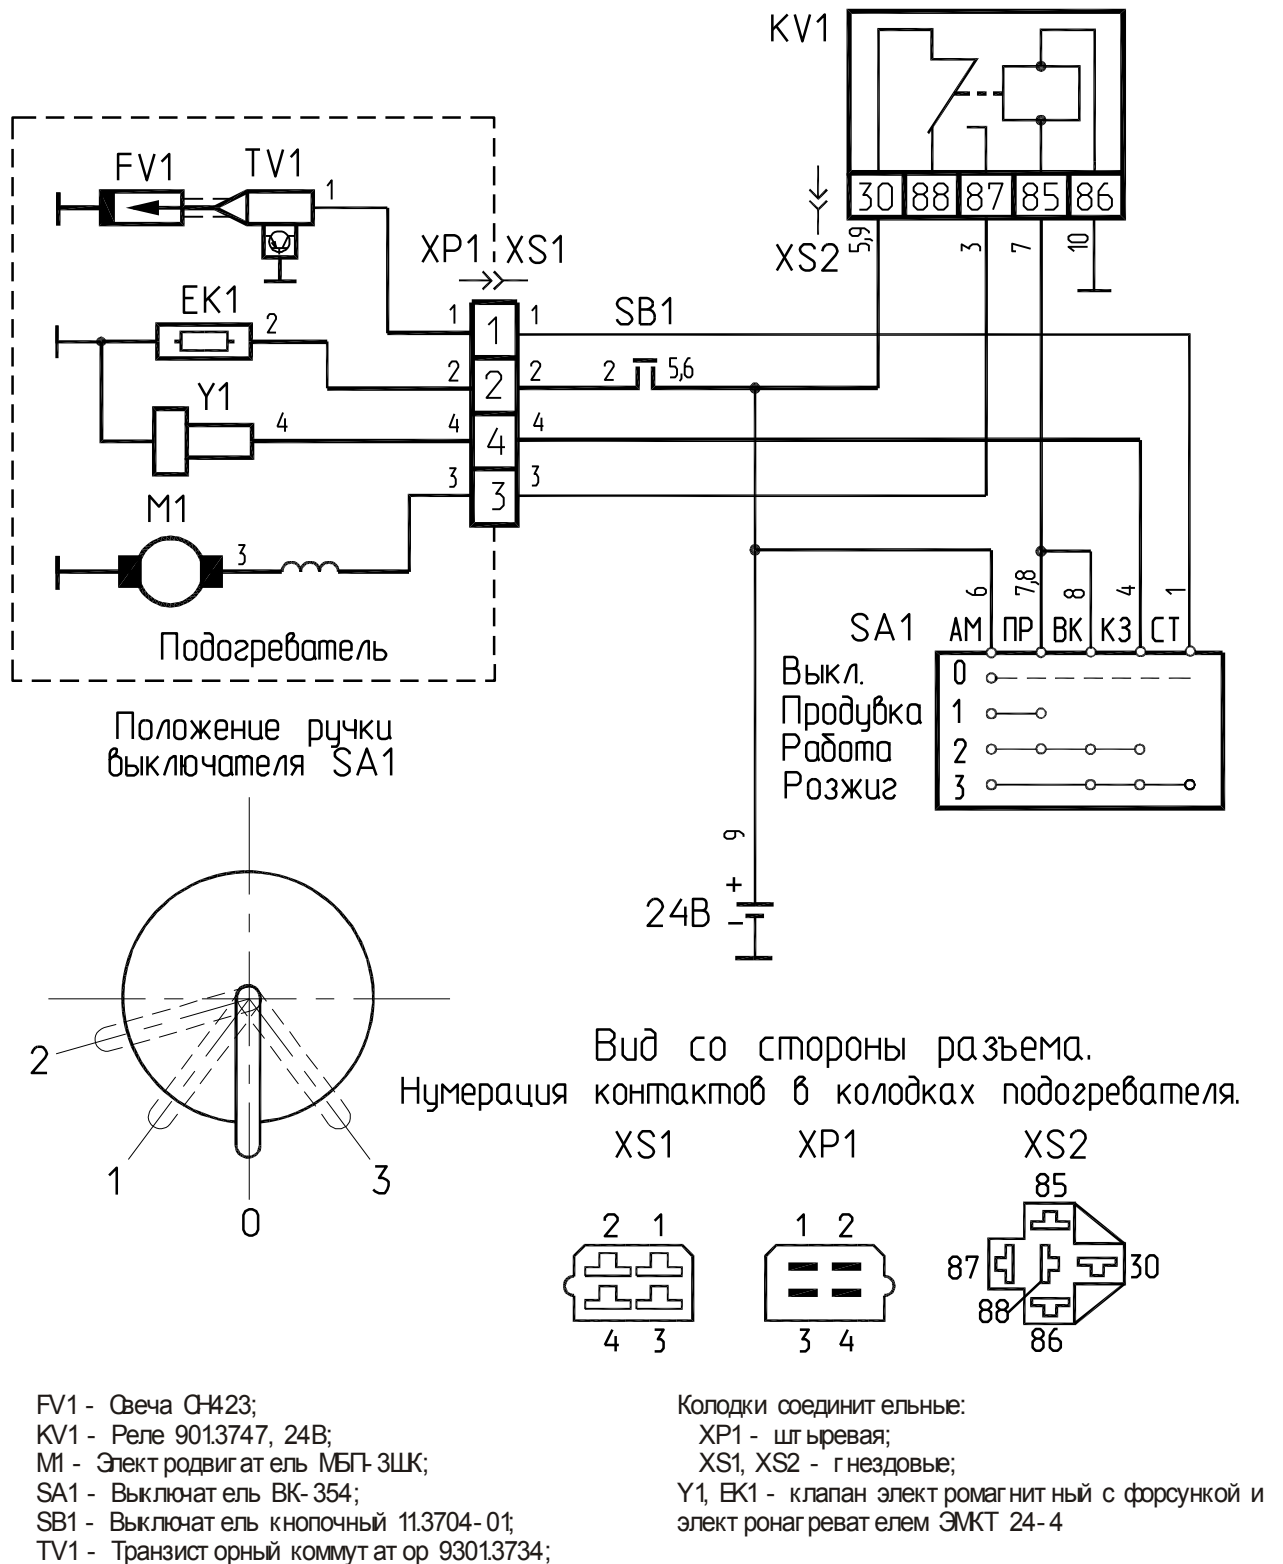 KV1
30 88 87 85 86
XS2
5,9
3
7
10
FV1
TV1
1
XP1 XS1
EK1
2
1
1
1
SB1
2
2
2
2
5,6
Y1
4
4
4
4
M1
3
3
3
3
Подогреватель
6
7,8
8
4
1
SA1
АМ ПР ВК КЗ СТ
Выкл. 0
Продувка 1
Работа 2
Розжиг 3
Положение ручки
выключателя SA1
9
+
24В
−
2
1
0
3
Вид со стороны разъема.
Нумерация контактов в колодках подогревателя.
XS1 XP1 XS2
2 1
4 3
1 2
3 4
85
87
30
88
86
FV1 - Свеча СН423;
KV1 - Реле 901.3747, 24В;
М1 - Электродвигатель МБП-3ШК;
SA1 - Выключатель ВК-354;
SB1 - Выключатель кнопочный 11.3704-01;
TV1 - Транзисторный коммутатор 9301.3734;
Колодки соединительные:
XP1 - штыревая;
XS1, XS2 - гнездовые;
Y1, EK1 - клапан электромагнитный с форсункой и
электронагревателем ЭМКТ 24-4